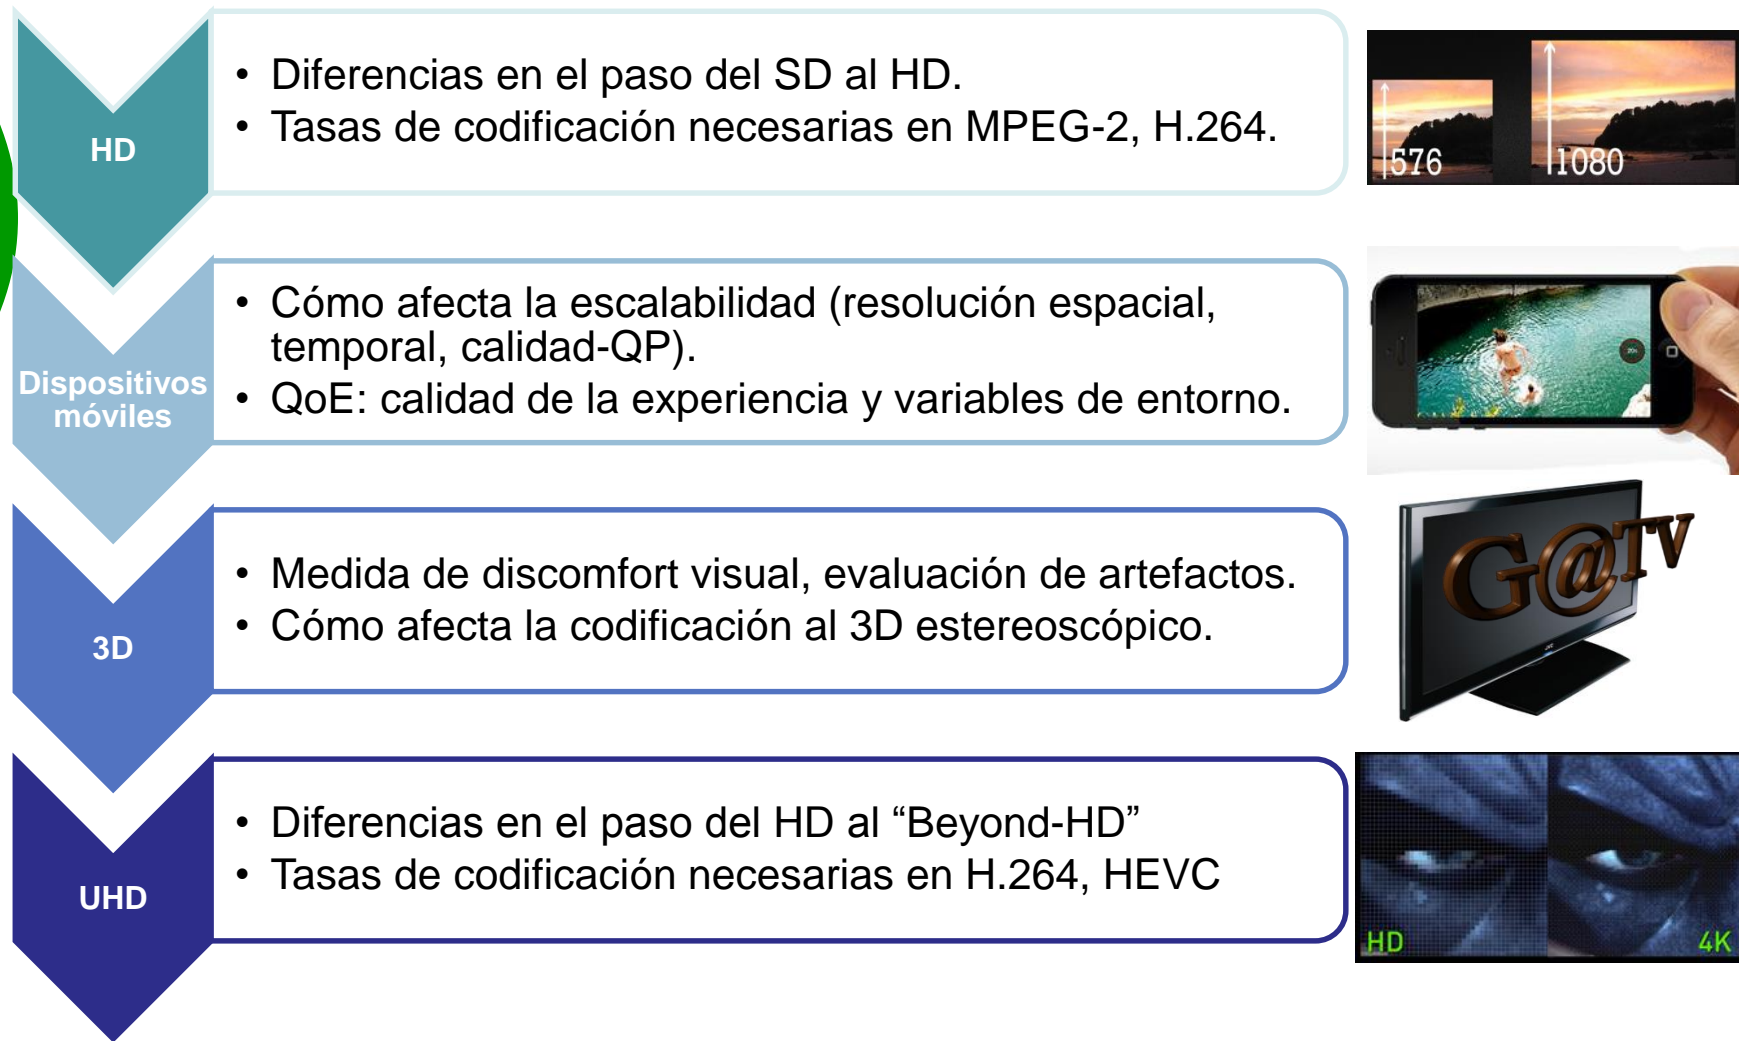 HD
• Diferencias en el paso del SD al HD.
• Tasas de codificación necesarias en MPEG-2, H.264.
576
1080
Dispositivos
móviles
• Cómo afecta la escalabilidad (resolución espacial,
temporal, calidad-QP).
• QoE: calidad de la experiencia y variables de entorno.
3D
• Medida de discomfort visual, evaluación de artefactos.
• Cómo afecta la codificación al 3D estereoscópico.
G@TV
UHD
• Diferencias en el paso del HD al “Beyond-HD”
• Tasas de codificación necesarias en H.264, HEVC
HD
4K